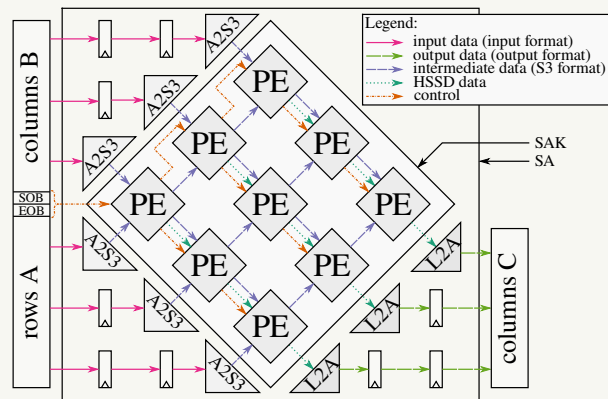 Legend:
input data (input format)
output data (output format)
intermediate data (S3 format)
HSSD data
control
columns B
SOB
EOB
rows A
A2S3
A2S3
A2S3
A2S3
A2S3
A2S3
PE
PE
PE
PE
PE
PE
PE
PE
PE
SAK
SA
L2A
L2A
L2A
columns C